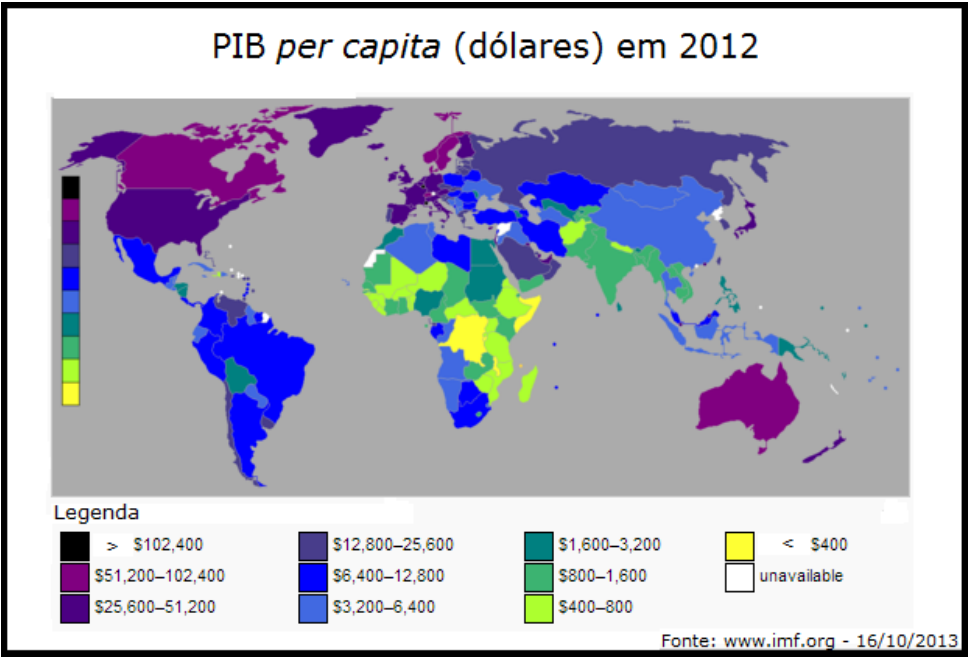 PIB per capita (dólares) em 2012
Legenda
> $102,400
$51,200–102,400
$25,600–51,200
$12,800–25,600
$6,400–12,800
$3,200–6,400
$1,600–3,200
$800–1,600
$400–800
< $400
unavailable
Fonte: www.imf.org - 16/10/2013